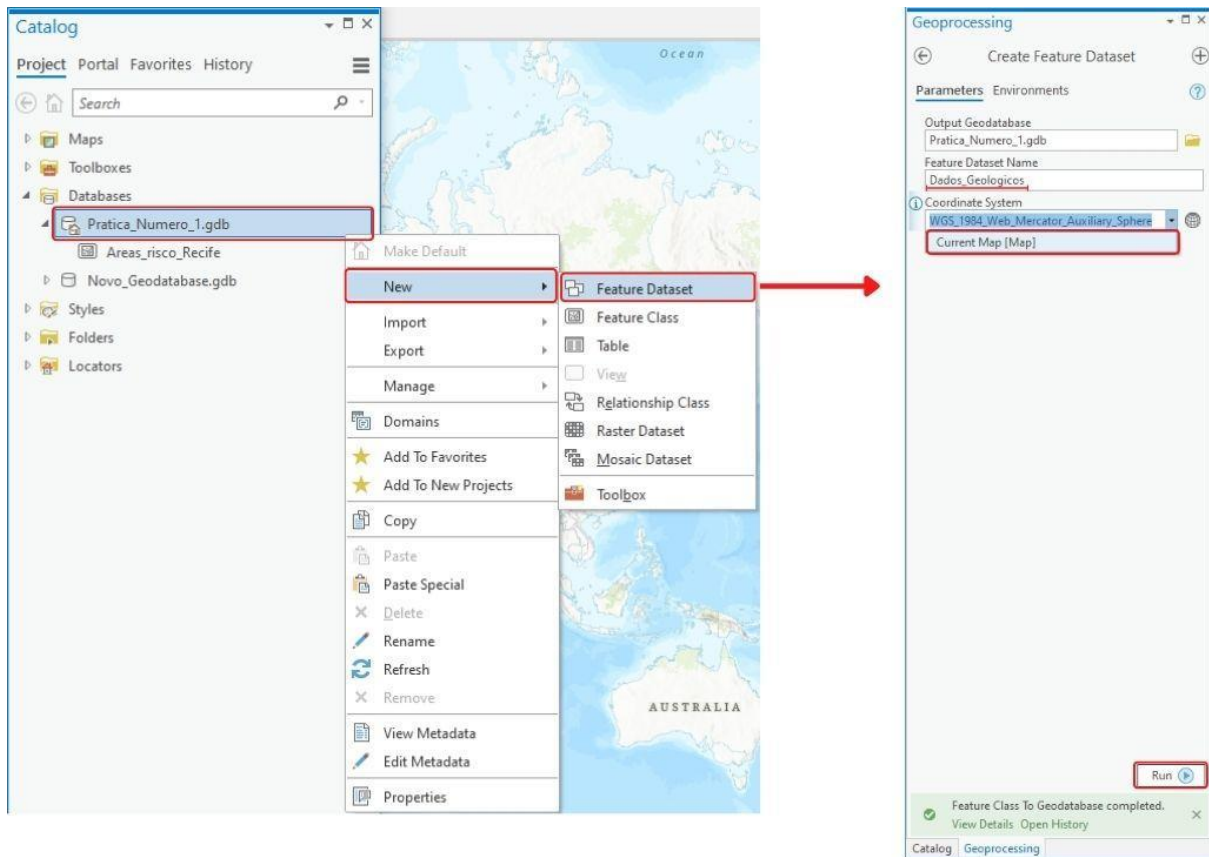 Catalog
Project Portal Favorites History
Search
Maps
Toolboxes
Databases
Pratica_Numero_1.gdb
Areas_risco_Recife
Novo_Geodatabase.gdb
Styles
Folders
Locators
Make Default
New
Import
Export
Manage
Domains
Add To Favorites
Add To New Projects
Copy
Paste
Paste Special
Delete
Rename
Refresh
Remove
View Metadata
Edit Metadata
Properties
Feature Dataset
Feature Class
Table
View
Relationship Class
Raster Dataset
Mosaic Dataset
Toolbox
Ocean
AUSTRALIA
Geoprocessing
Create Feature Dataset
Parameters Environments
Output Geodatabase
Pratica_Numero_1.gdb
Feature Dataset Name
Dados_Geologicos
Coordinate System
WGS_1984_Web_Mercator_Auxiliary_Sphere
Current Map [Map]
Run
Feature Class To Geodatabase completed.
View Details Open History
Catalog Geoprocessing